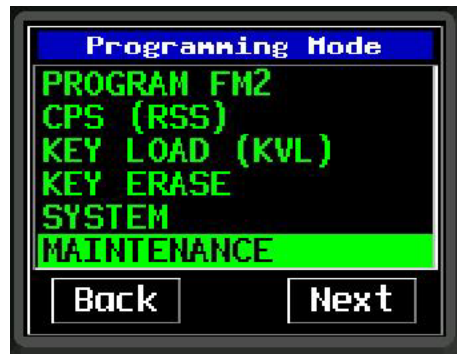 Programming Mode
PROGRAM FM2
CPS (RSS)
KEY LOAD (KVL)
KEY ERASE
SYSTEM
MAINTENANCE
Back Next